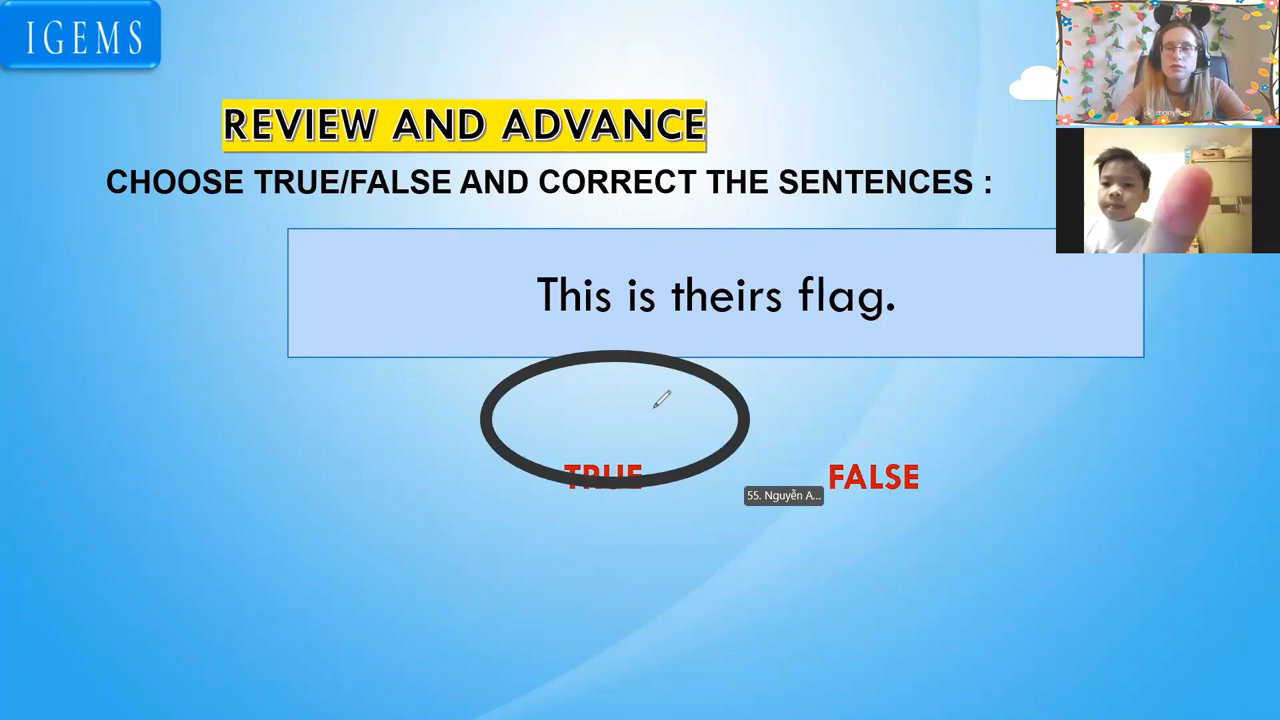 IGEMS
REVIEW AND ADVANCE
CHOOSE TRUE/FALSE AND CORRECT THE SENTENCES :
This is theirs flag.
TRUE
FALSE
55. Nguyễn A...